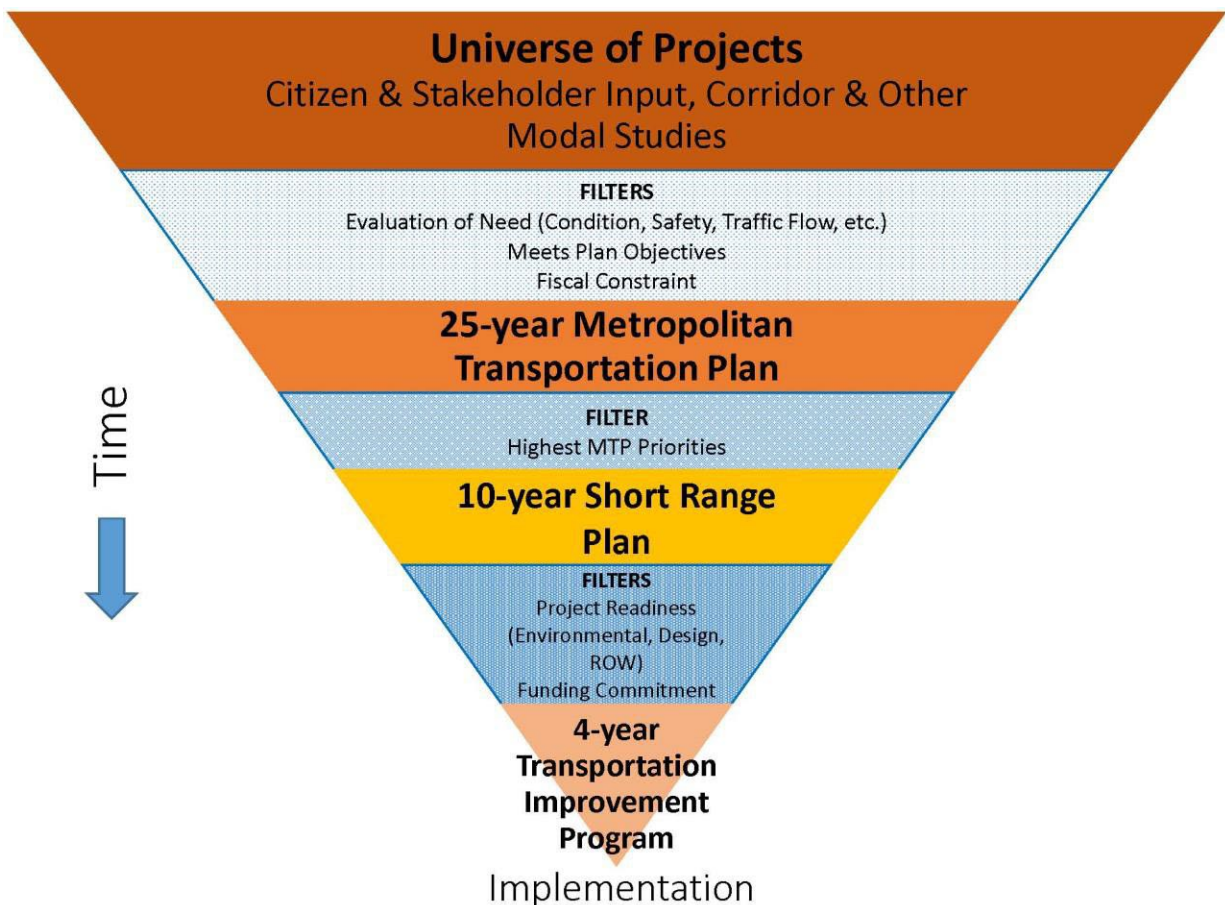 Universe of Projects
Citizen & Stakeholder Input, Corridor & Other
Modal Studies
FILTERS
Evaluation of Need (Condition, Safety, Traffic Flow, etc.)
Meets Plan Objectives
Fiscal Constraint
25-year Metropolitan
Transportation Plan
FILTER
Highest MTP Priorities
10-year Short Range
Plan
FILTERS
Project Readiness
(Environmental, Design,
ROW)
Funding Commitment
4-year
Transportation
Improvement
Program
Implementation
Time